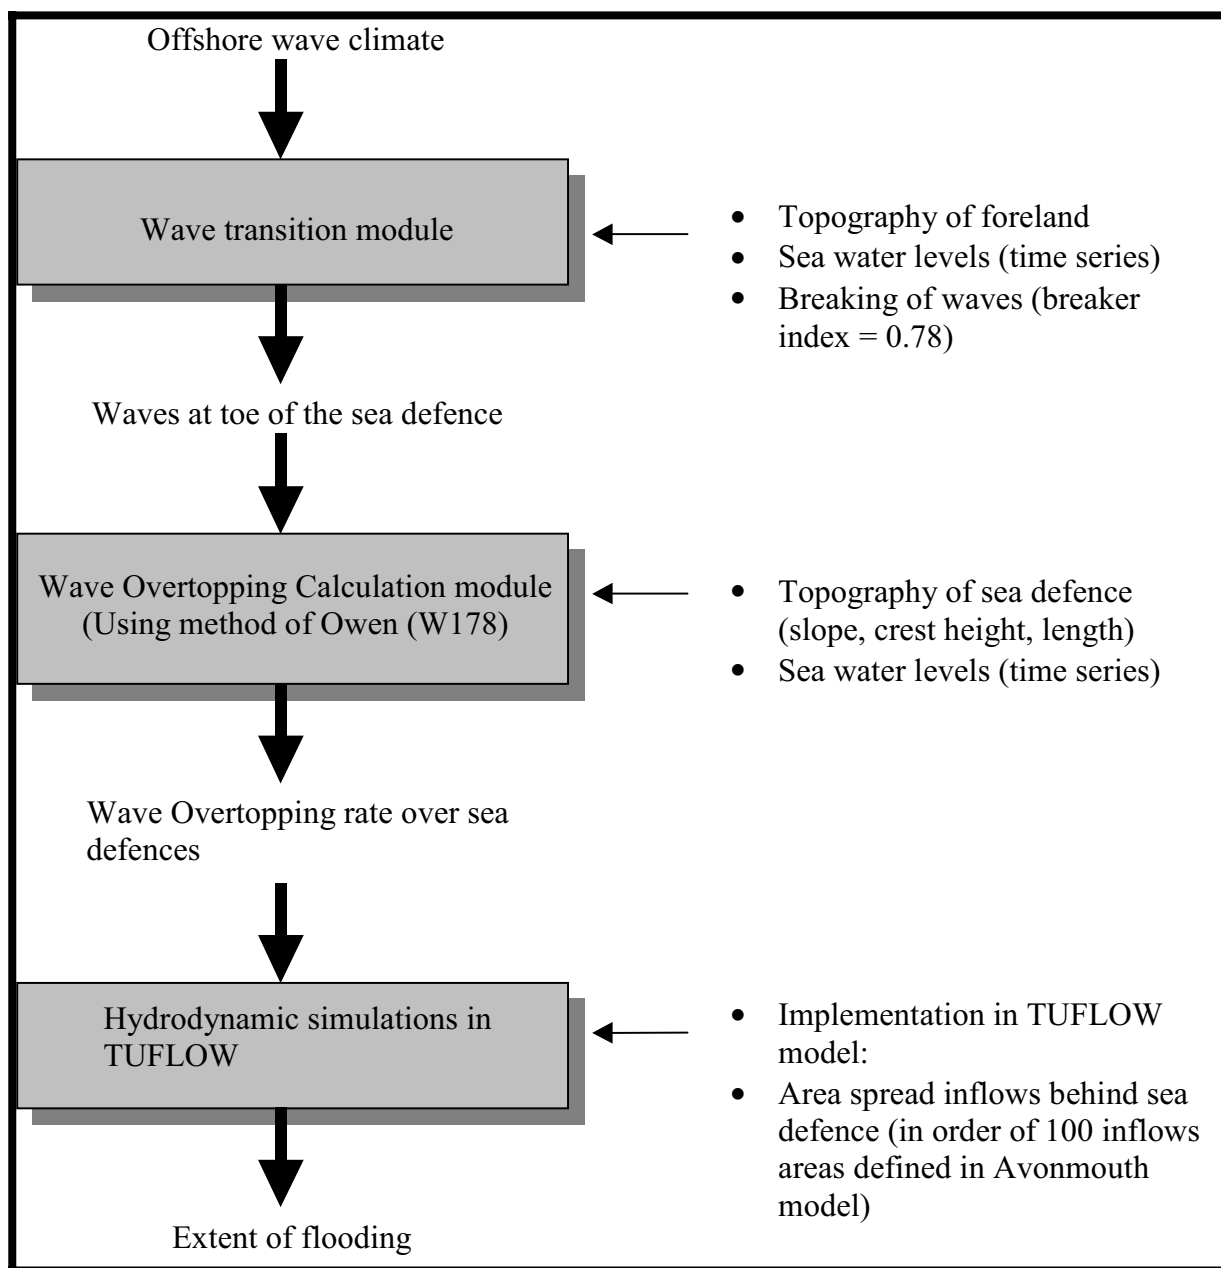 Offshore wave climate
Wave transition module
• Topography of foreland
• Sea water levels (time series)
• Breaking of waves (breaker
index = 0.78)
Waves at toe of the sea defence
Wave Overtopping Calculation module
(Using method of Owen (W178)
• Topography of sea defence
(slope, crest height, length)
• Sea water levels (time series)
Wave Overtopping rate over sea
defences
Hydrodynamic simulations in
TUFLOW
• Implementation in TUFLOW
model:
• Area spread inflows behind sea
defence (in order of 100 inflows
areas defined in Avonmouth
model)
Extent of flooding